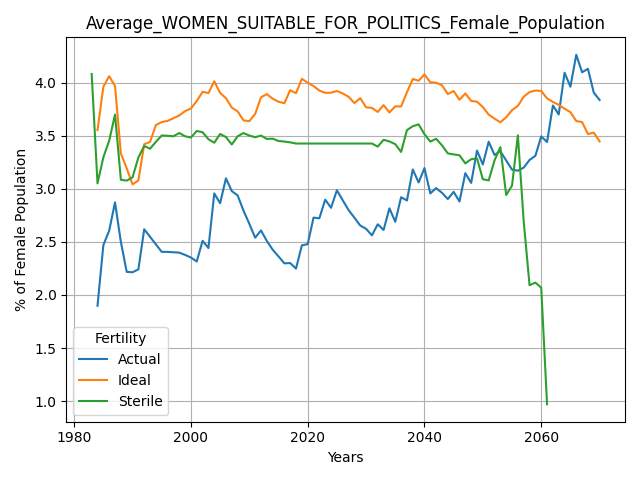 Average_WOMEN_SUITABLE_FOR_POLITICS_Female_Population
% of Female Population
4.0
3.5
3.0
2.5
2.0
1.5
1.0
Fertility
Actual
Ideal
Sterile
1980
2000
2020
2040
2060
Years